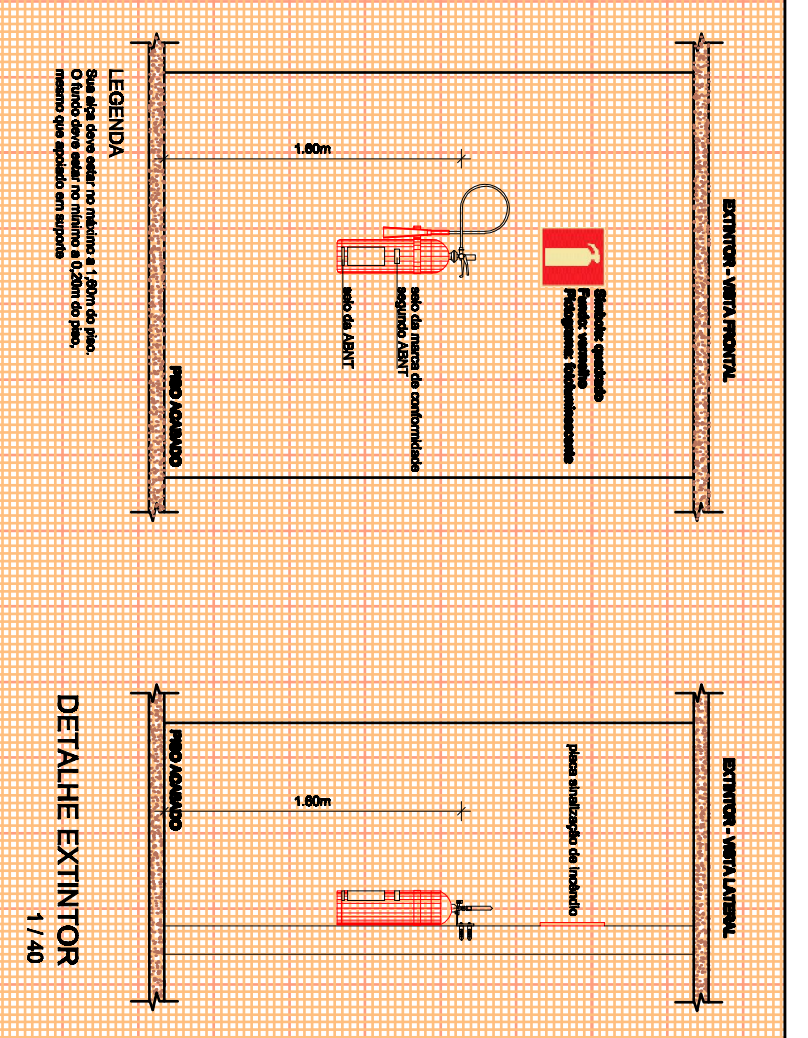 EXTINTOR - VISTA FRONTAL
Símbolo: quadrado
Fundo: vermelho
Pictograma: fotoluminescente
1.60m
selo da marca de conformidade
segundo ABNT
selo da ABNT
PISO ACABADO
LEGENDA
Sua alça deve estar no máximo a 1,60m do piso.
O fundo deve estar no mínimo a 0,20m do piso,
mesmo que apoiado em suporte
EXTINTOR - VISTA LATERAL
placa sinalização de incêndio
1.60m
PISO ACABADO
DETALHE EXTINTOR
1 / 40